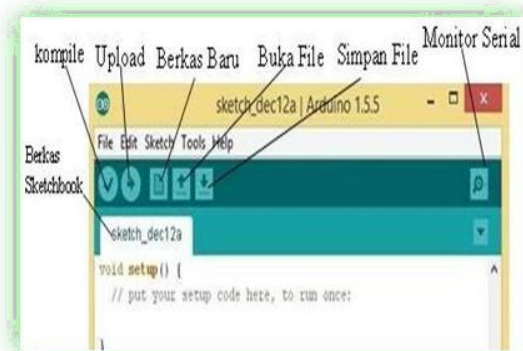 kompile Upload Berkas Baru Buka File Simpan File Monitor Serial
sketch_dec12a | Arduino 1.5.5
File Edit Sketch Tools Help
Berkas
Sketchbook
sketch_dec12a
void setup() {
// put your setup code here, to run once:
}